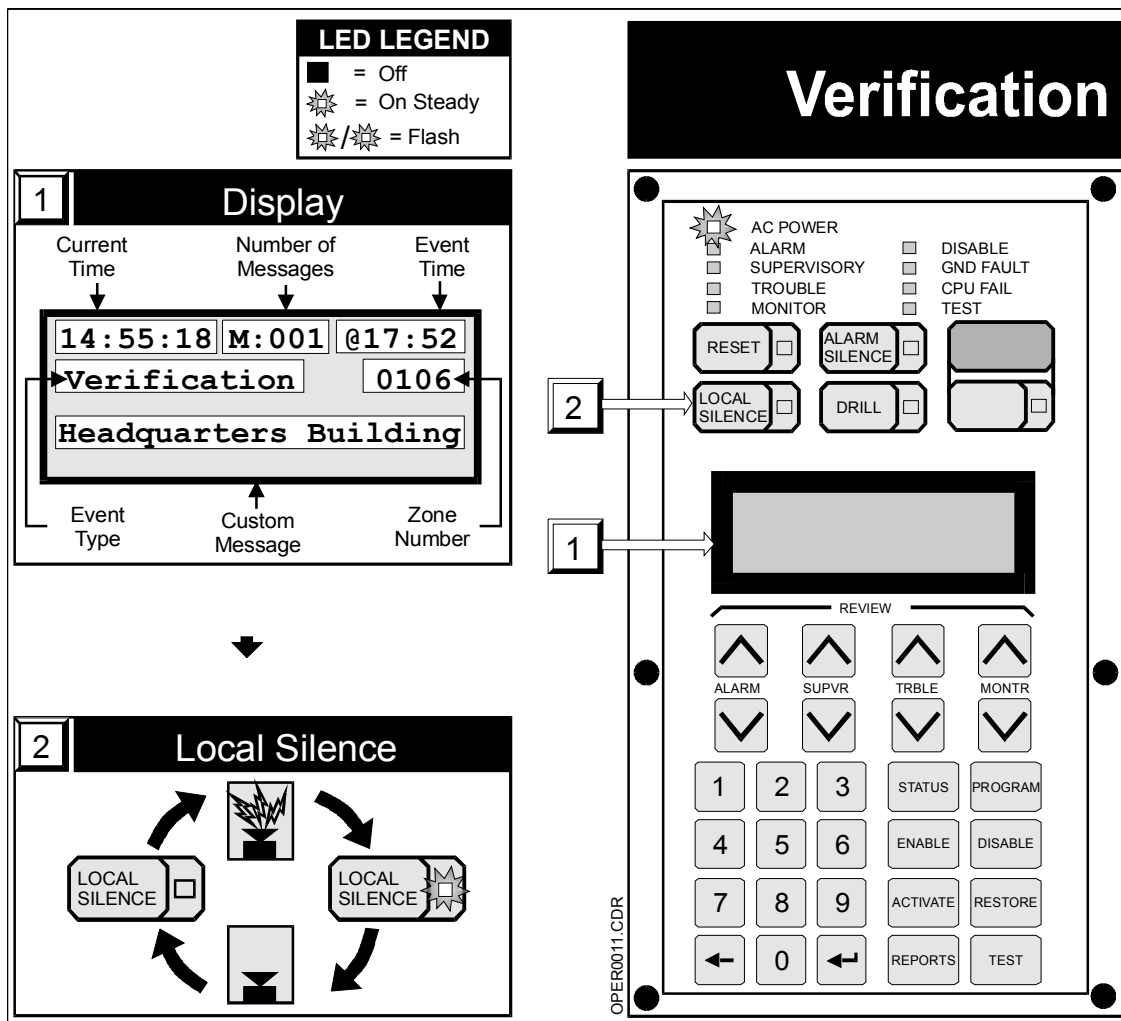 LED LEGEND
= Off
= On Steady
/ = Flash
Verification
1 Display
Current Time
Number of Messages
Event Time
14:55:18 M:001 @17:52
Verification 0106
Headquarters Building
Event Type
Custom Message
Zone Number
2 Local Silence
LOCAL SILENCE
LOCAL SILENCE
AC POWER
ALARM DISABLE
SUPERVISORY GND FAULT
TROUBLE CPU FAIL
MONITOR TEST
RESET ALARM SILENCE
2 LOCAL SILENCE DRILL
1
REVIEW
ALARM SUPVR TRBLE MONTR
1 2 3 STATUS PROGRAM
4 5 6 ENABLE DISABLE
7 8 9 ACTIVATE RESTORE
0 REPORTS TEST
OPER0011.CDR